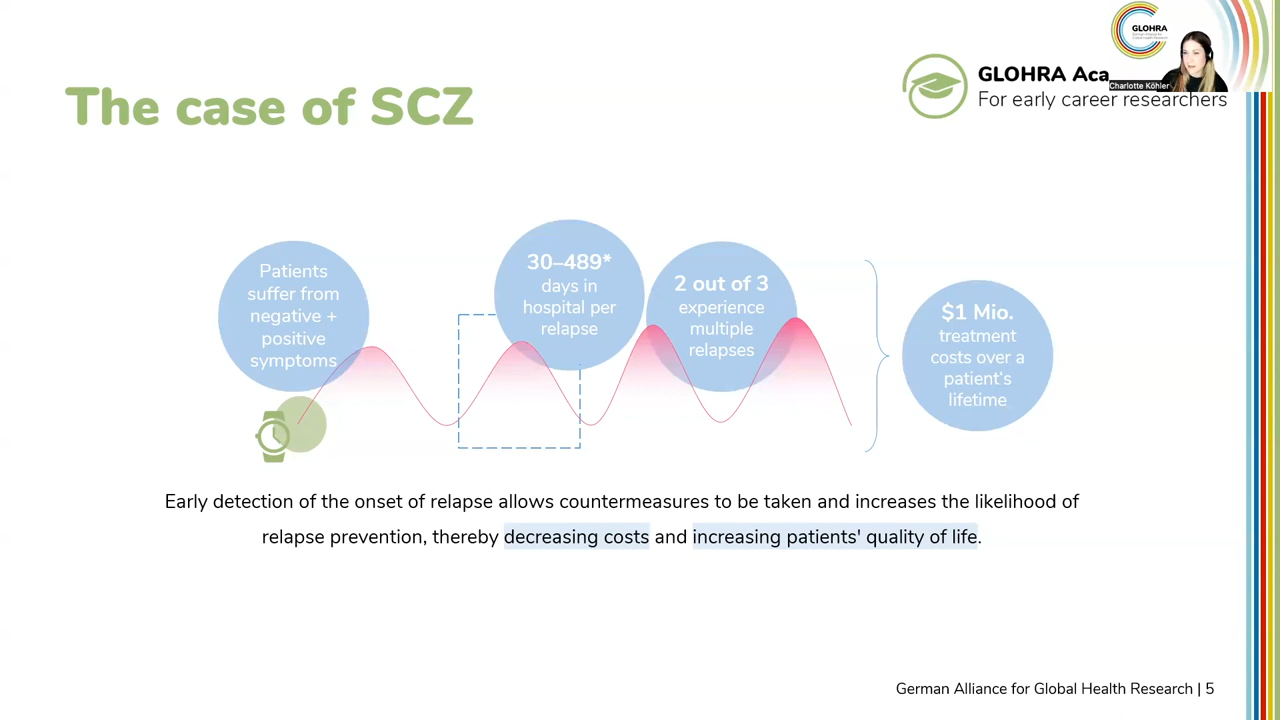 GLOHRA
The case of SCZ
GLOHRA Aca
Charlotte Köhler
For early career researchers
Patients
suffer from
negative +
positive
symptoms
30–489*
days in
hospital per
relapse
2 out of 3
experience
multiple
relapses
$1 Mio.
treatment
costs over a
patient's
lifetime
Early detection of the onset of relapse allows countermeasures to be taken and increases the likelihood of
relapse prevention, thereby decreasing costs and increasing patients' quality of life.
German Alliance for Global Health Research | 5